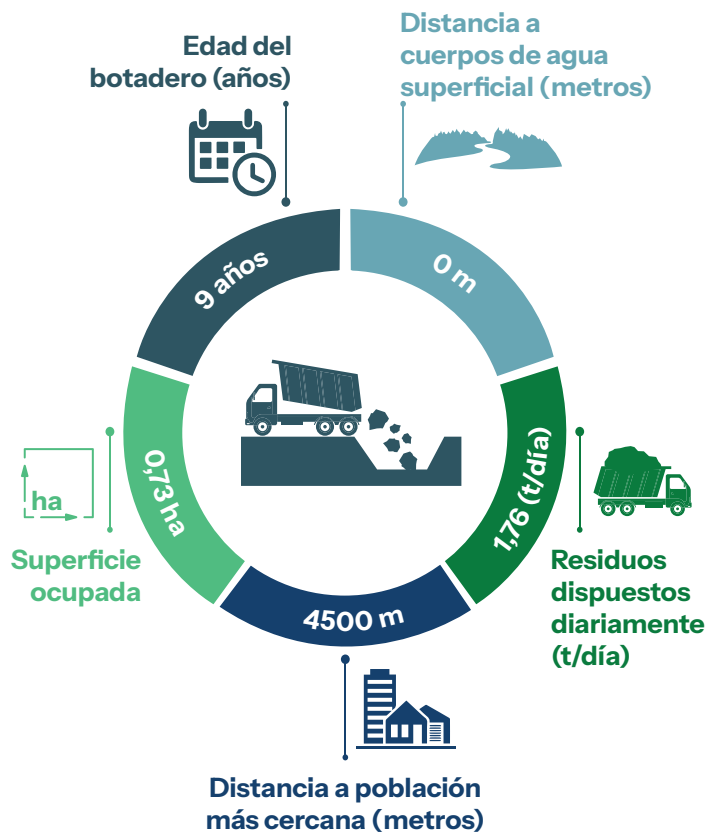 Edad del
botadero (años)
Distancia a
cuerpos de agua
superficial (metros)
9 años
0 m
0,73 ha
1,76 (t/día)
4500 m
ha
Superficie
ocupada
Residuos
dispuestos
diariamente
(t/día)
Distancia a población
más cercana (metros)